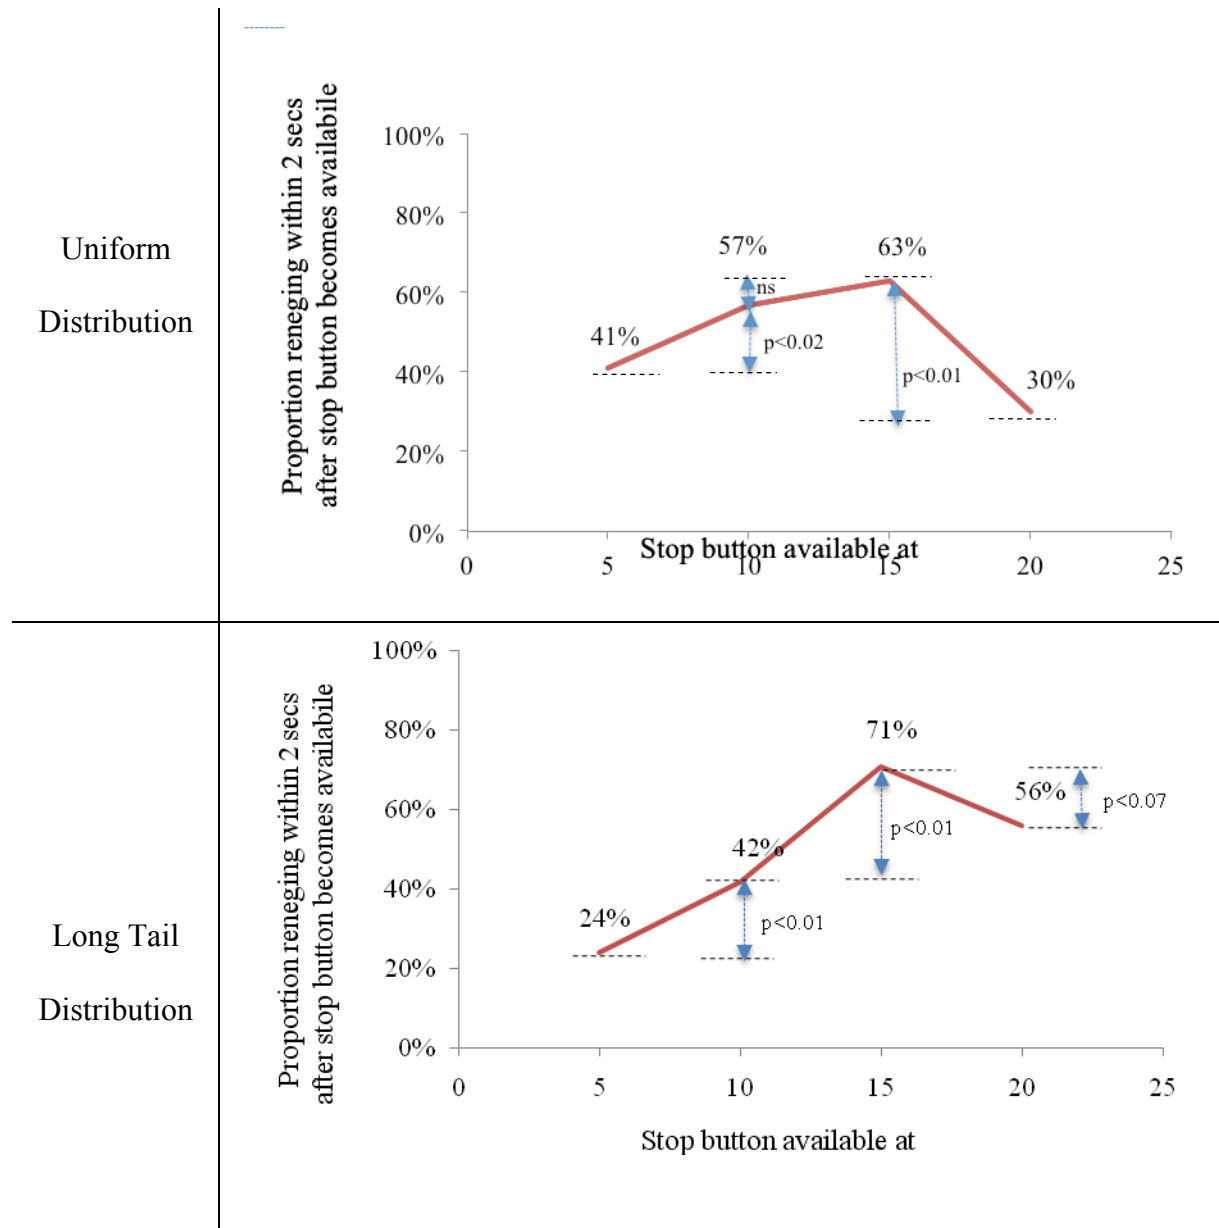 Uniform
Distribution
Proportion reneging within 2 secs
after stop button becomes availabile
100%
80%
60%
40%
20%
0%
41%
57%
63%
30%
ns
p<0.02
p<0.01
Stop button available at
0
5
10
15
20
25
Long Tail
Distribution
Proportion reneging within 2 secs
after stop button becomes availabile
100%
80%
60%
40%
20%
0%
24%
42%
71%
56%
p<0.01
p<0.01
p<0.07
0
5
10
15
20
25
Stop button available at